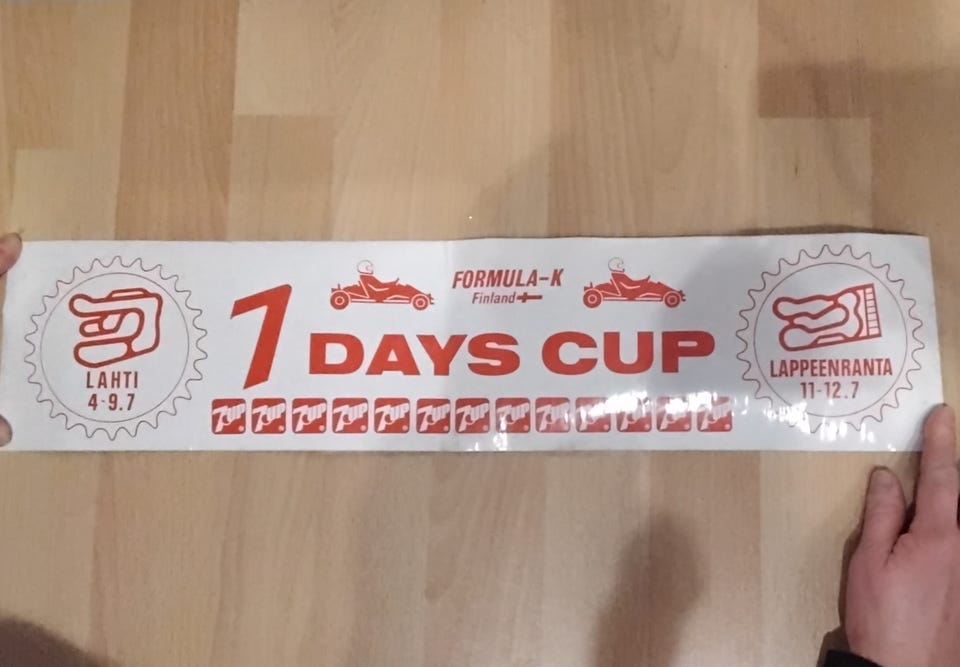 FORMULA-K
Finland
7 DAYS CUP
LAHTI
4-9.7
LAPPEENRANTA
11-12.7
7UP 7UP 7UP 7UP 7UP 7UP 7UP 7UP 7UP 7UP 7UP 7UP 7UP